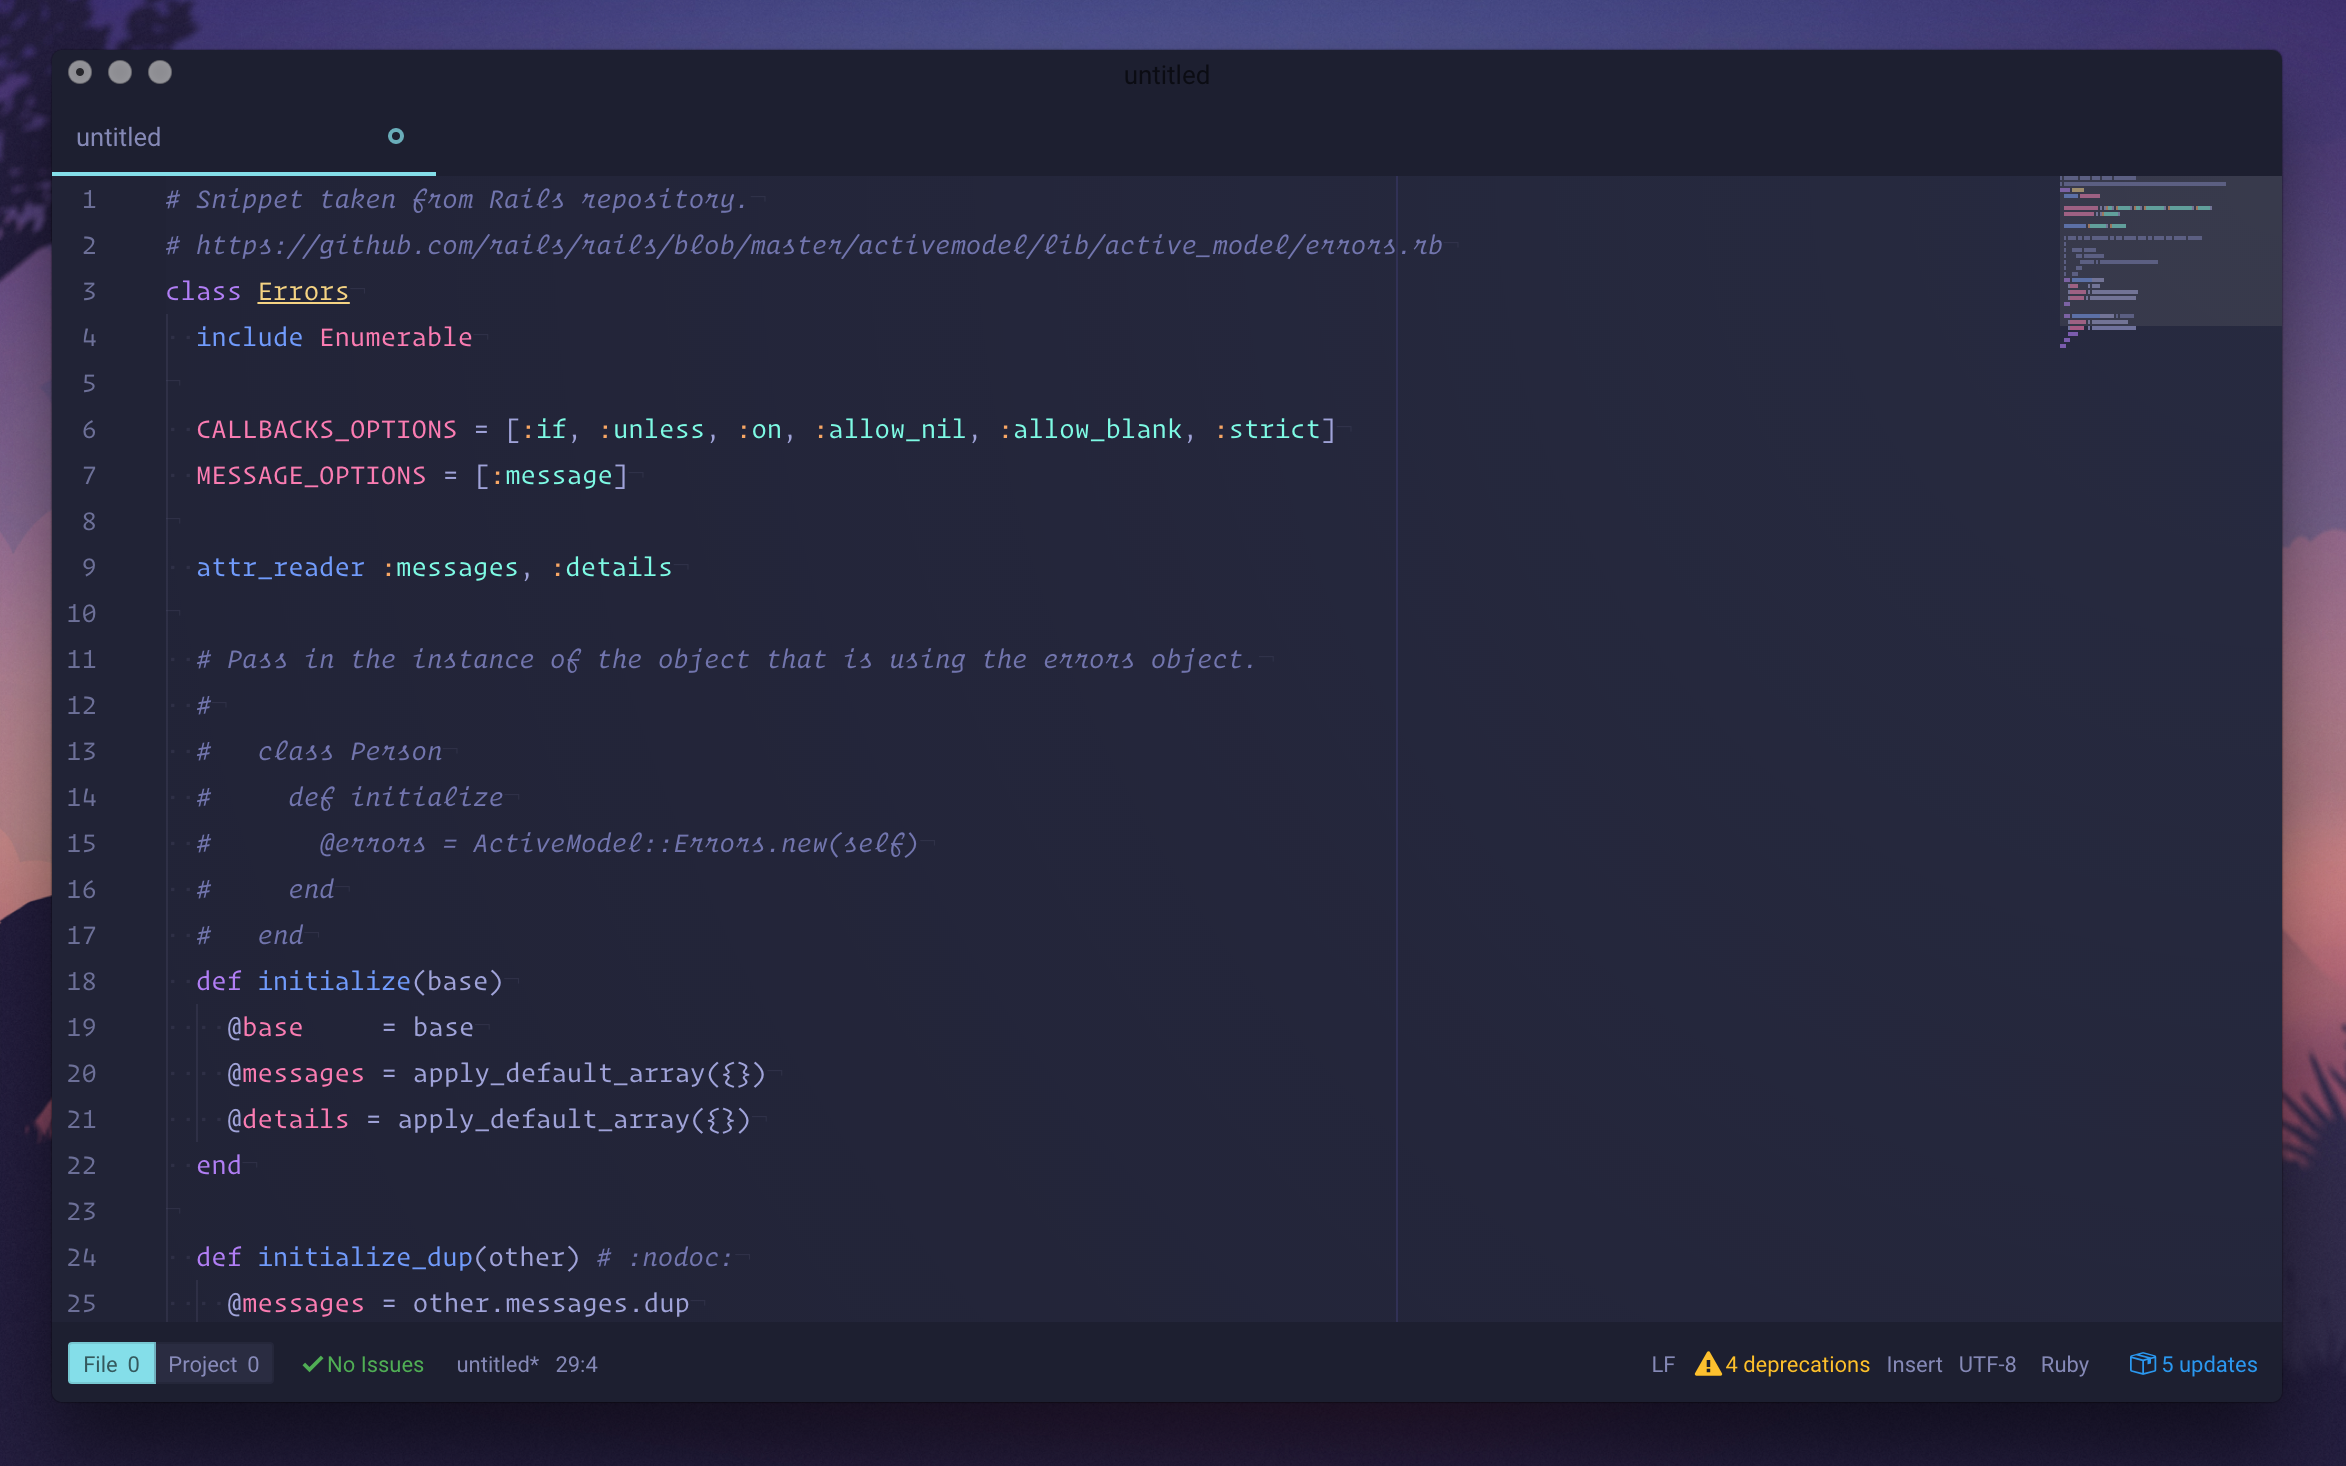 untitled
untitled
1 # Snippet taken from Rails repository.
2 # https://github.com/rails/rails/blob/master/activemodel/lib/active_model/errors.rb
3 class Errors
4   include Enumerable
5
6   CALLBACKS_OPTIONS = [:if, :unless, :on, :allow_nil, :allow_blank, :strict]
7   MESSAGE_OPTIONS = [:message]
8
9   attr_reader :messages, :details
10
11   # Pass in the instance of the object that is using the errors object.
12   #
13   #   class Person
14   #     def initialize
15   #       @errors = ActiveModel::Errors.new(self)
16   #     end
17   #   end
18   def initialize(base)
19     @base     = base
20     @messages = apply_default_array({})
21     @details = apply_default_array({})
22   end
23
24   def initialize_dup(other) # :nodoc:
25     @messages = other.messages.dup
File 0 Project 0 No Issues untitled* 29:4 LF 4 deprecations Insert UTF-8 Ruby 5 updates